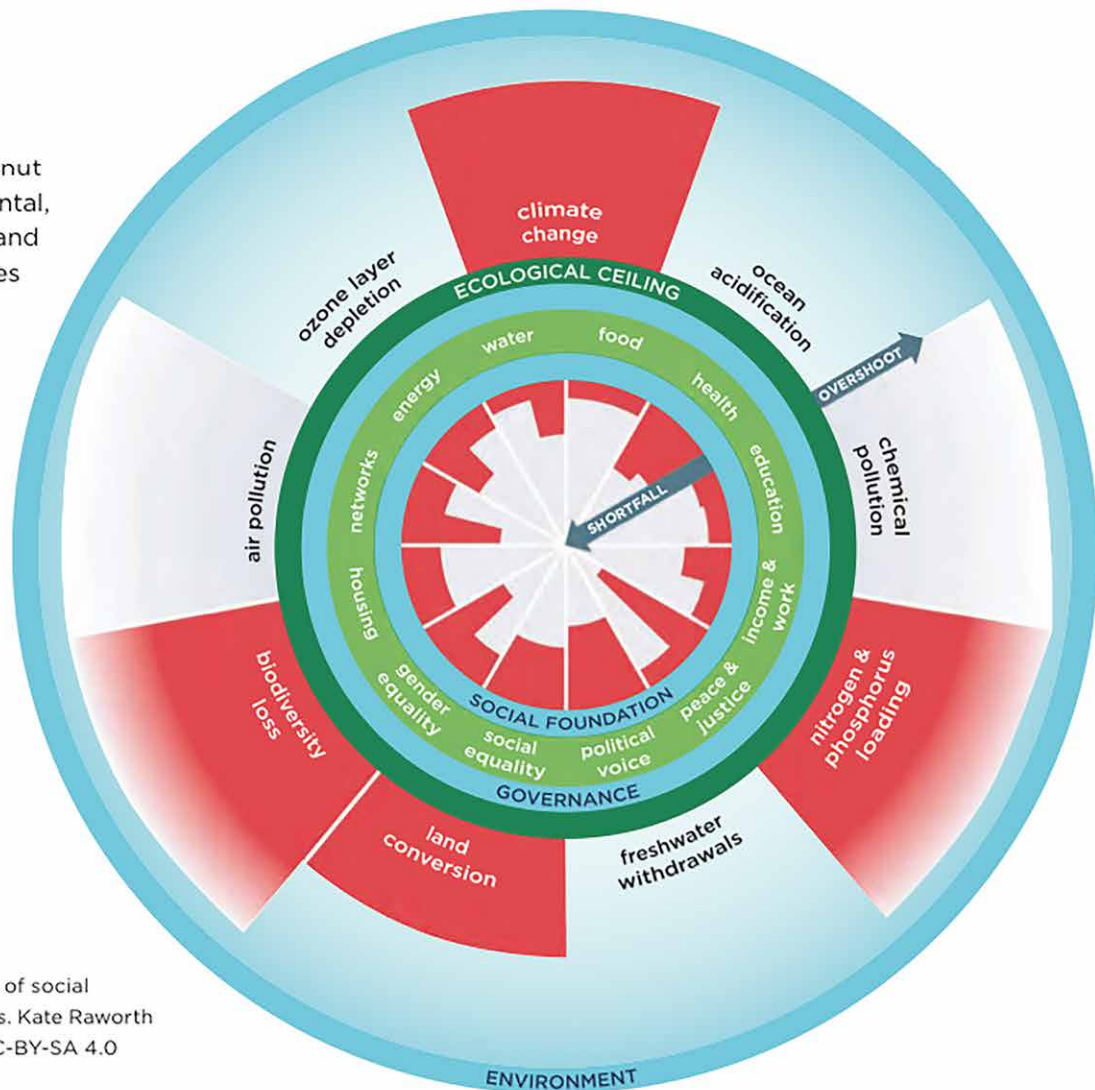 nut
ntal,
and
es
climate
change
ECOLOGICAL CEILING
ozone layer
depletion
ocean
acidification
OVERSHOOT
water
food
energy
health
networks
education
SHORTFALL
air pollution
chemical
pollution
housing
income &
work
gender
equality
peace &
justice
SOCIAL FOUNDATION
social
equality
political
voice
GOVERNANCE
biodiversity
loss
nitrogen &
phosphorus
loading
land
conversion
freshwater
withdrawals
of social
s. Kate Raworth
C-BY-SA 4.0
ENVIRONMENT